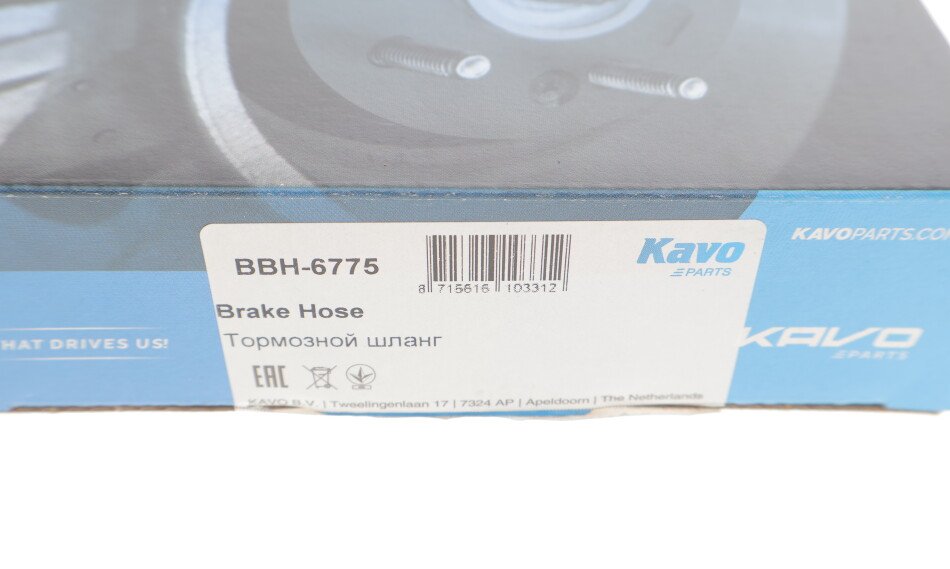 BBH-6775
8 715616 103312
Kavo
PARTS
Brake Hose
Тормозной шланг
EAC
KAVO B.V. | Tweelingenlaan 17 | 7324 AP | Apeldoorn | The Netherlands
HAT DRIVES US!
KAVOPARTS.COM
KAVO
PARTS